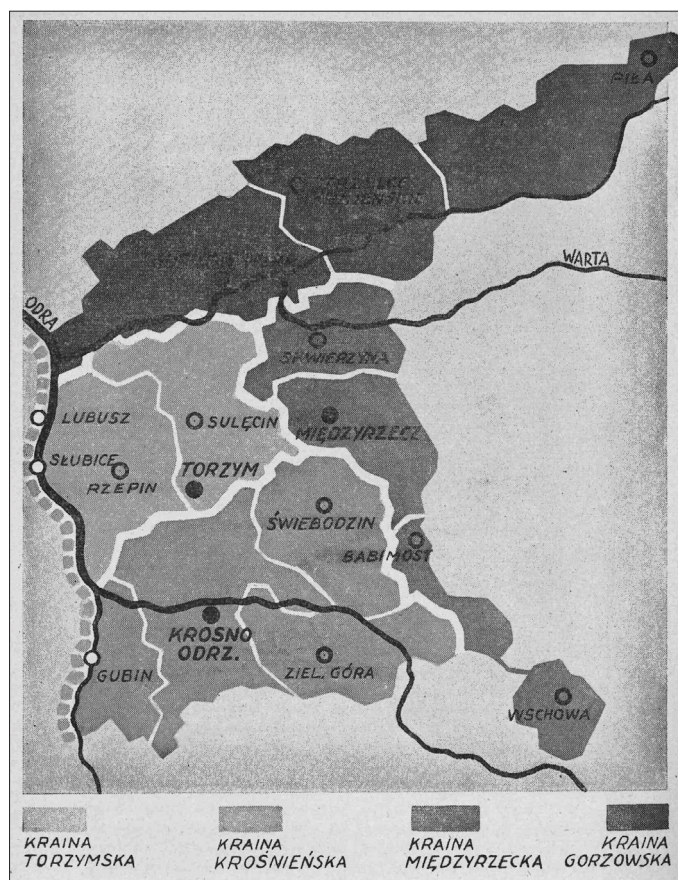 PIŁA
WARTA
ODRA
SKWIERZYNA
LUBUSZ
SULĘCIN
MIĘDZYRZECZ
SŁUBICE
RZEPIN
TORZYM
ŚWIEBODZIN
BABIMOST
KROSNO
ODRZ.
GUBIN
ZIEL. GÓRA
WSCHOWA
KRAINA
TORZYMSKA
KRAINA
KROŚNIEŃSKA
KRAINA
MIĘDZYRZECKA
KRAINA
GORZOWSKA